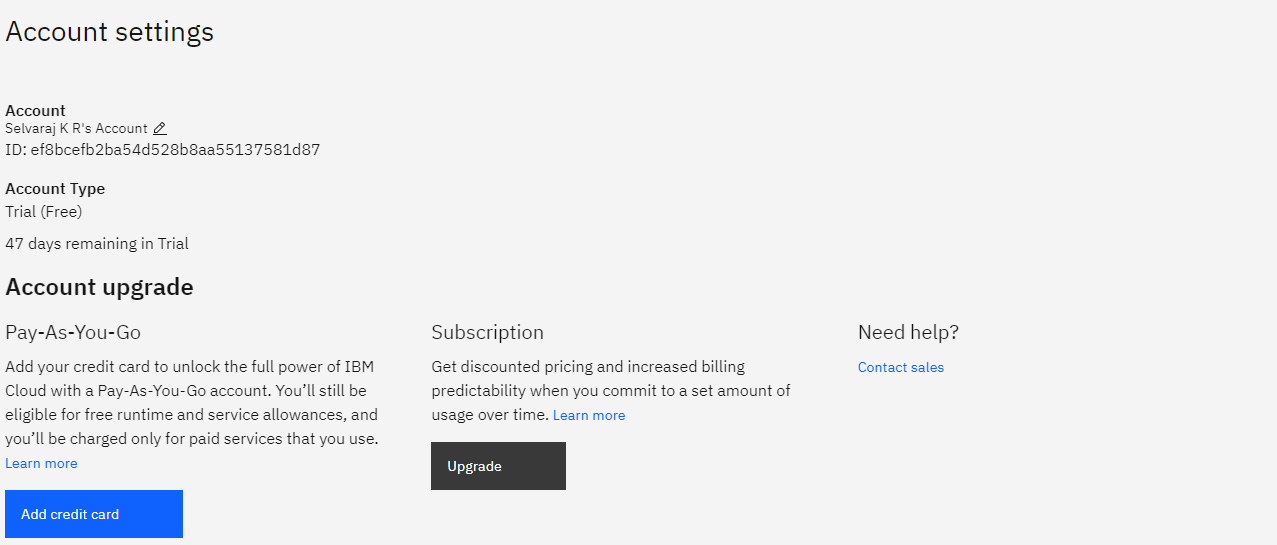 Account settings
Account
Selvaraj K R's Account
ID: ef8bcefb2ba54d528b8aa55137581d87
Account Type
Trial (Free)
47 days remaining in Trial
Account upgrade
Pay-As-You-Go
Add your credit card to unlock the full power of IBM
Cloud with a Pay-As-You-Go account. You’ll still be
eligible for free runtime and service allowances, and
you’ll be charged only for paid services that you use.
Learn more
Add credit card
Subscription
Get discounted pricing and increased billing
predictability when you commit to a set amount of
usage over time. Learn more
Upgrade
Need help?
Contact sales